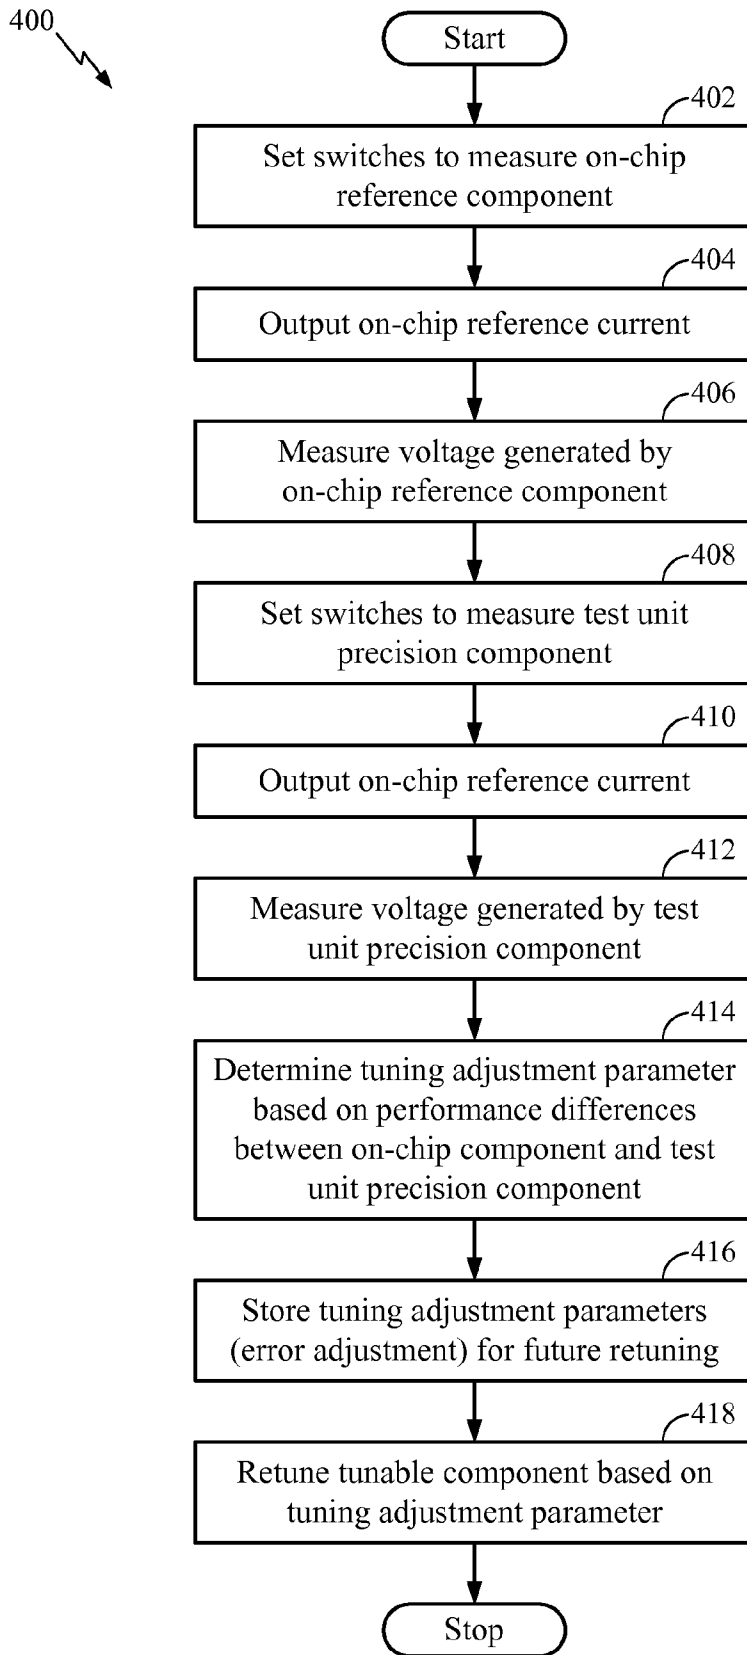 400
Start
402
Set switches to measure on-chip
reference component
404
Output on-chip reference current
406
Measure voltage generated by
on-chip reference component
408
Set switches to measure test unit
precision component
410
Output on-chip reference current
412
Measure voltage generated by test
unit precision component
414
Determine tuning adjustment parameter
based on performance differences
between on-chip component and test
unit precision component
416
Store tuning adjustment parameters
(error adjustment) for future retuning
418
Retune tunable component based on
tuning adjustment parameter
Stop